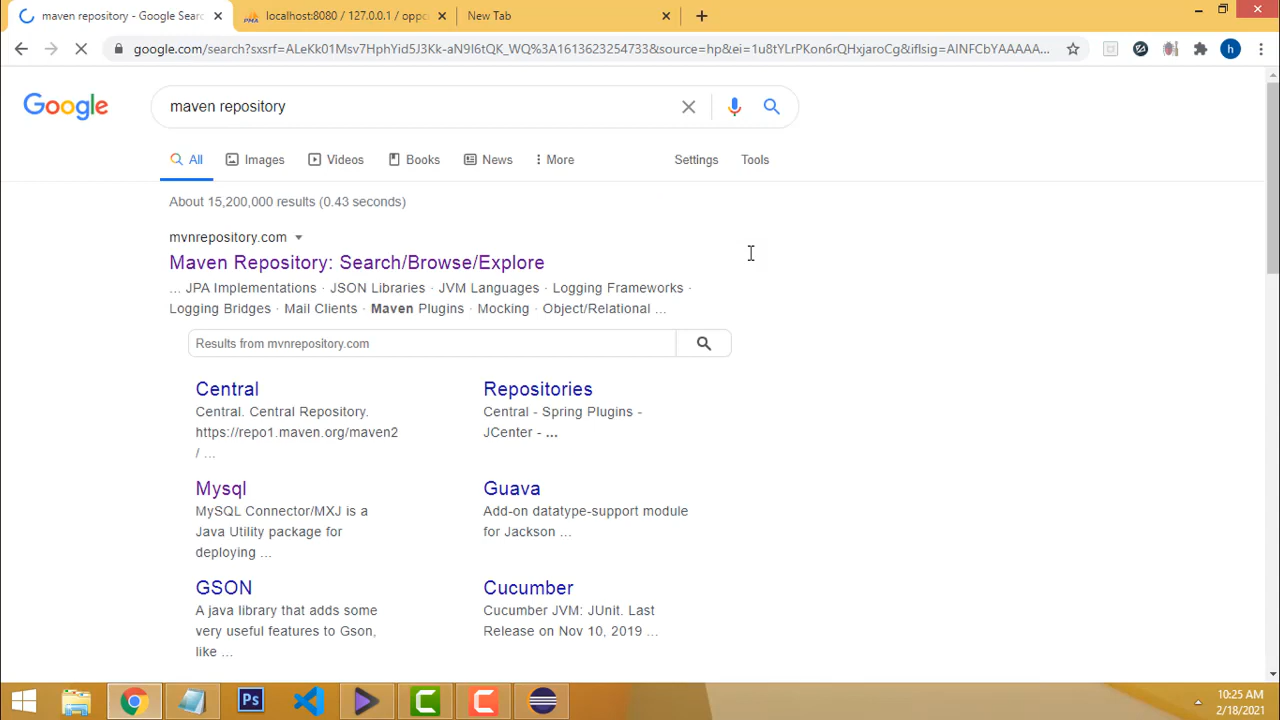 maven repository - Google Searc
localhost:8080 / 127.0.0.1 / oppc
New Tab
google.com/search?sxsrf=ALeKk01Msv7HphYid5J3Kk-aN9I6tQK_WQ%3A1613623254733&source=hp&ei=1u8tYLrPKon6rQHxjaroCg&iflsig=AINFCbYAAAAA...
h
Google
maven repository
All
Images
Videos
Books
News
More
Settings
Tools
About 15,200,000 results (0.43 seconds)
mvnrepository.com
Maven Repository: Search/Browse/Explore
... JPA Implementations · JSON Libraries · JVM Languages · Logging Frameworks ·
Logging Bridges · Mail Clients · Maven Plugins · Mocking · Object/Relational ...
Results from mvnrepository.com
Central
Central. Central Repository.
https://repo1.maven.org/maven2
/ ...
Repositories
Central - Spring Plugins -
JCenter - ...
Mysql
MySQL Connector/MXJ is a
Java Utility package for
deploying ...
Guava
Add-on datatype-support module
for Jackson ...
GSON
A java library that adds some
very useful features to Gson,
like ...
Cucumber
Cucumber JVM: JUnit. Last
Release on Nov 10, 2019 ...
Ps
10:25 AM
2/18/2021